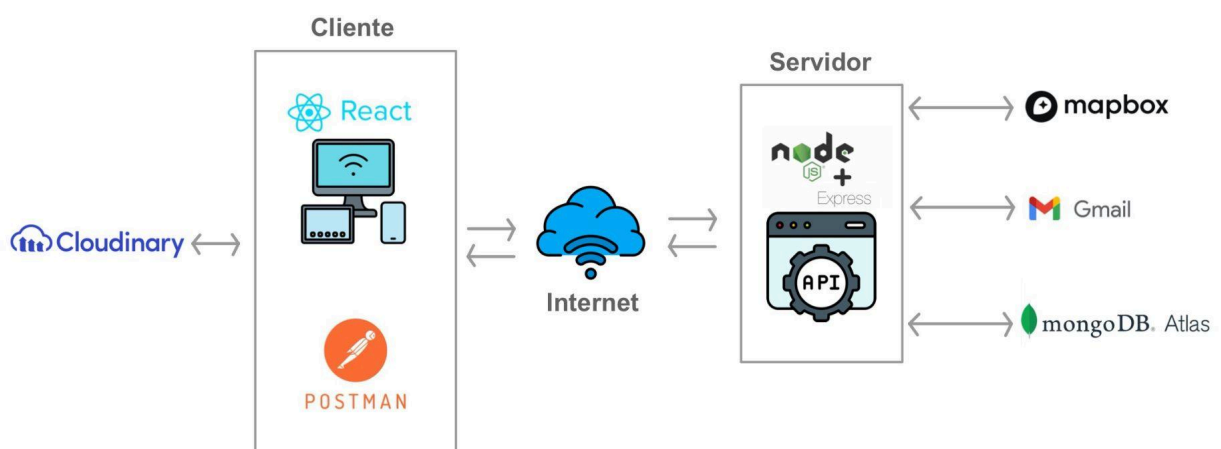 Cliente
React
Cloudinary
POSTMAN
Internet
Servidor
node
JS
+
Express
API
mapbox
Gmail
mongoDB. Atlas